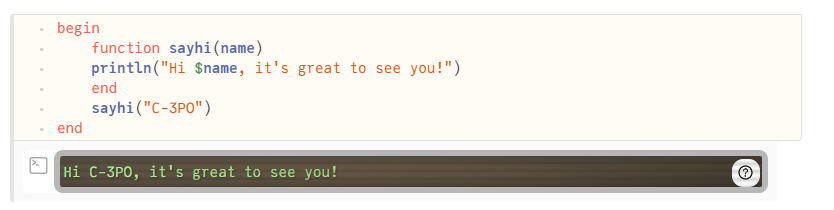 begin
    function sayhi(name)
    println("Hi $name, it's great to see you!")
    end
    sayhi("C-3PO")
end
Hi C-3PO, it's great to see you!